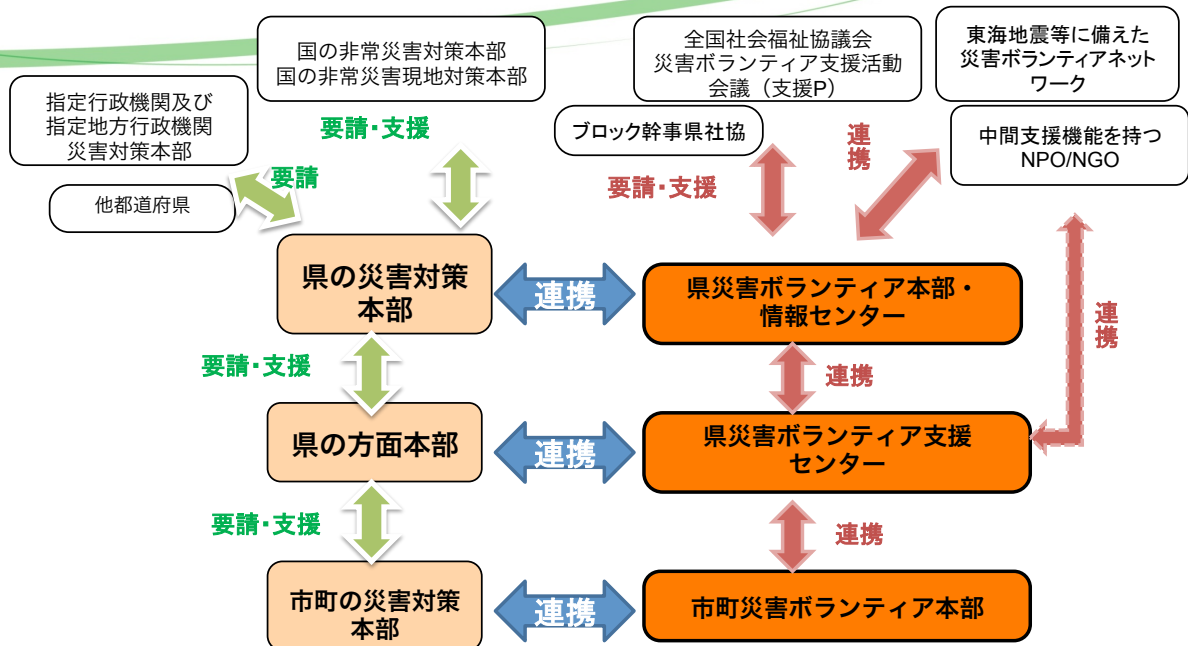 国の非常災害対策本部
国の非常災害現地対策本部
全国社会福祉協議会
災害ボランティア支援活動
会議（支援P）
東海地震等に備えた
災害ボランティアネット
ワーク
指定行政機関及び
指定地方行政機関
災害対策本部
要請・支援
ブロック幹事県社協
連携
中間支援機能を持つ
NPO/NGO
要請
他都道府県
要請・支援
県の災害対策
本部
連携
県災害ボランティア本部・
情報センター
連携
要請・支援
連携
県の方面本部
連携
県災害ボランティア支援
センター
要請・支援
連携
市町の災害対策
本部
連携
市町災害ボランティア本部